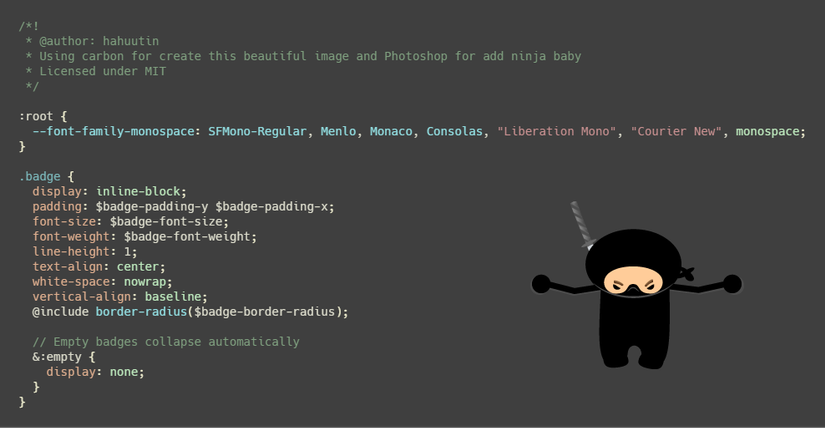 /*!
 * @author: hahuutin
 * Using carbon for create this beautiful image and Photoshop for add ninja baby
 * Licensed under MIT
 */
:root {
  --font-family-monospace: SFMono-Regular, Menlo, Monaco, Consolas, "Liberation Mono", "Courier New", monospace;
}
.badge {
  display: inline-block;
  padding: $badge-padding-y $badge-padding-x;
  font-size: $badge-font-size;
  font-weight: $badge-font-weight;
  line-height: 1;
  text-align: center;
  white-space: nowrap;
  vertical-align: baseline;
  @include border-radius($badge-border-radius);
  // Empty badges collapse automatically
  &:empty {
    display: none;
  }
}